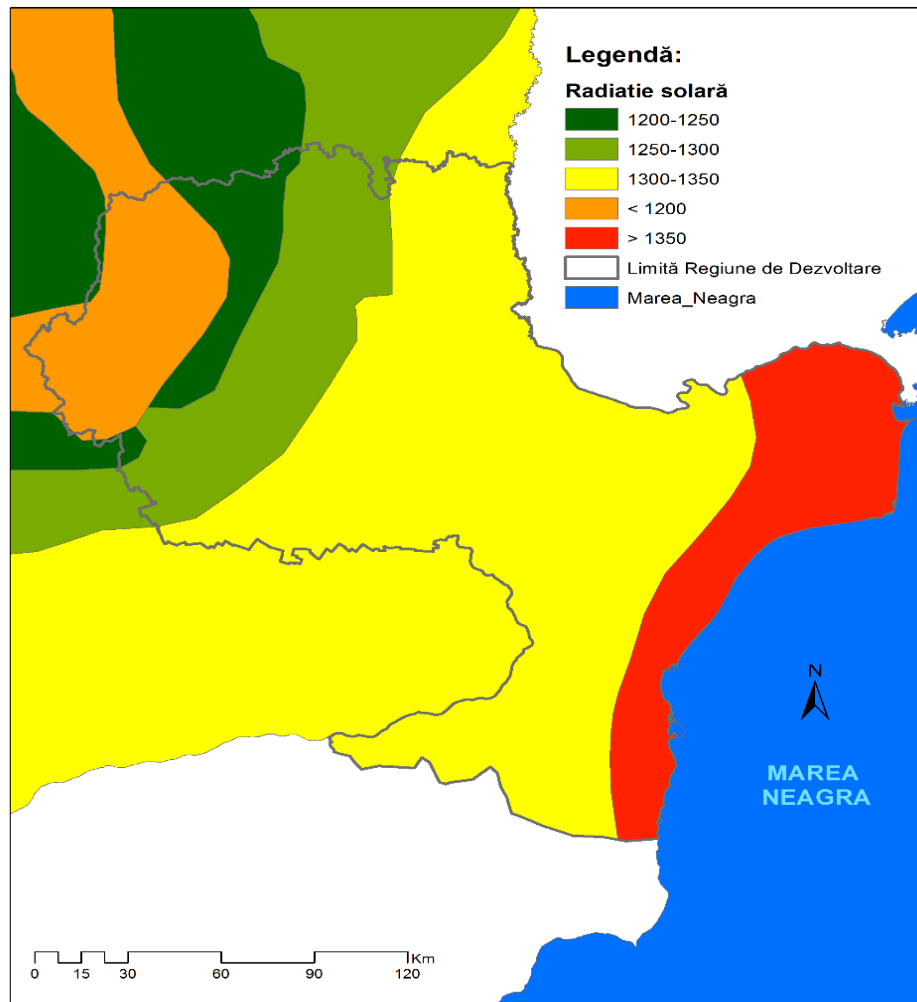 Legendă:
Radiatie solară
1200-1250
1250-1300
1300-1350
< 1200
> 1350
Limită Regiune de Dezvoltare
Marea_Neagra
N
MAREA
NEAGRA
Km
0 15 30 60 90 120